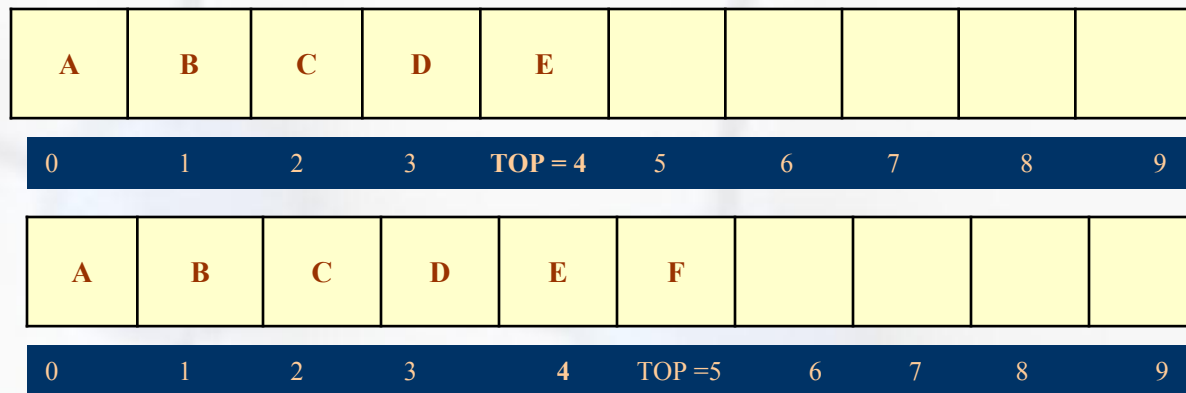 A B C D E
0 1 2 3 TOP = 4 5 6 7 8 9
A B C D E F
0 1 2 3 4 TOP =5 6 7 8 9